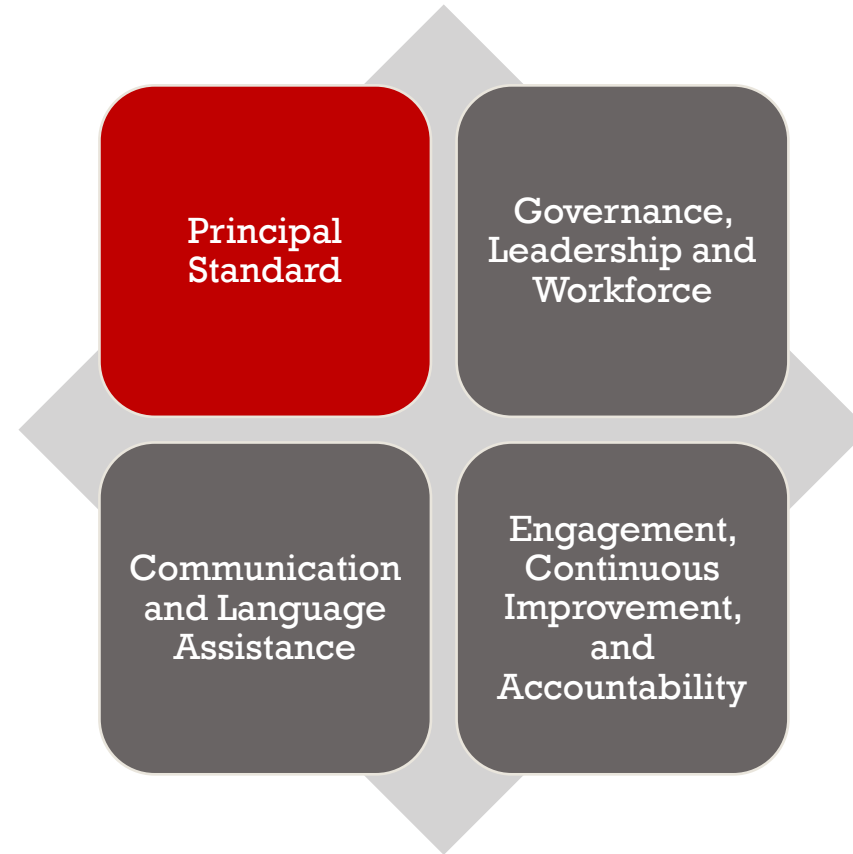 Principal
Standard
Governance,
Leadership and
Workforce
Communication
and Language
Assistance
Engagement,
Continuous
Improvement,
and
Accountability